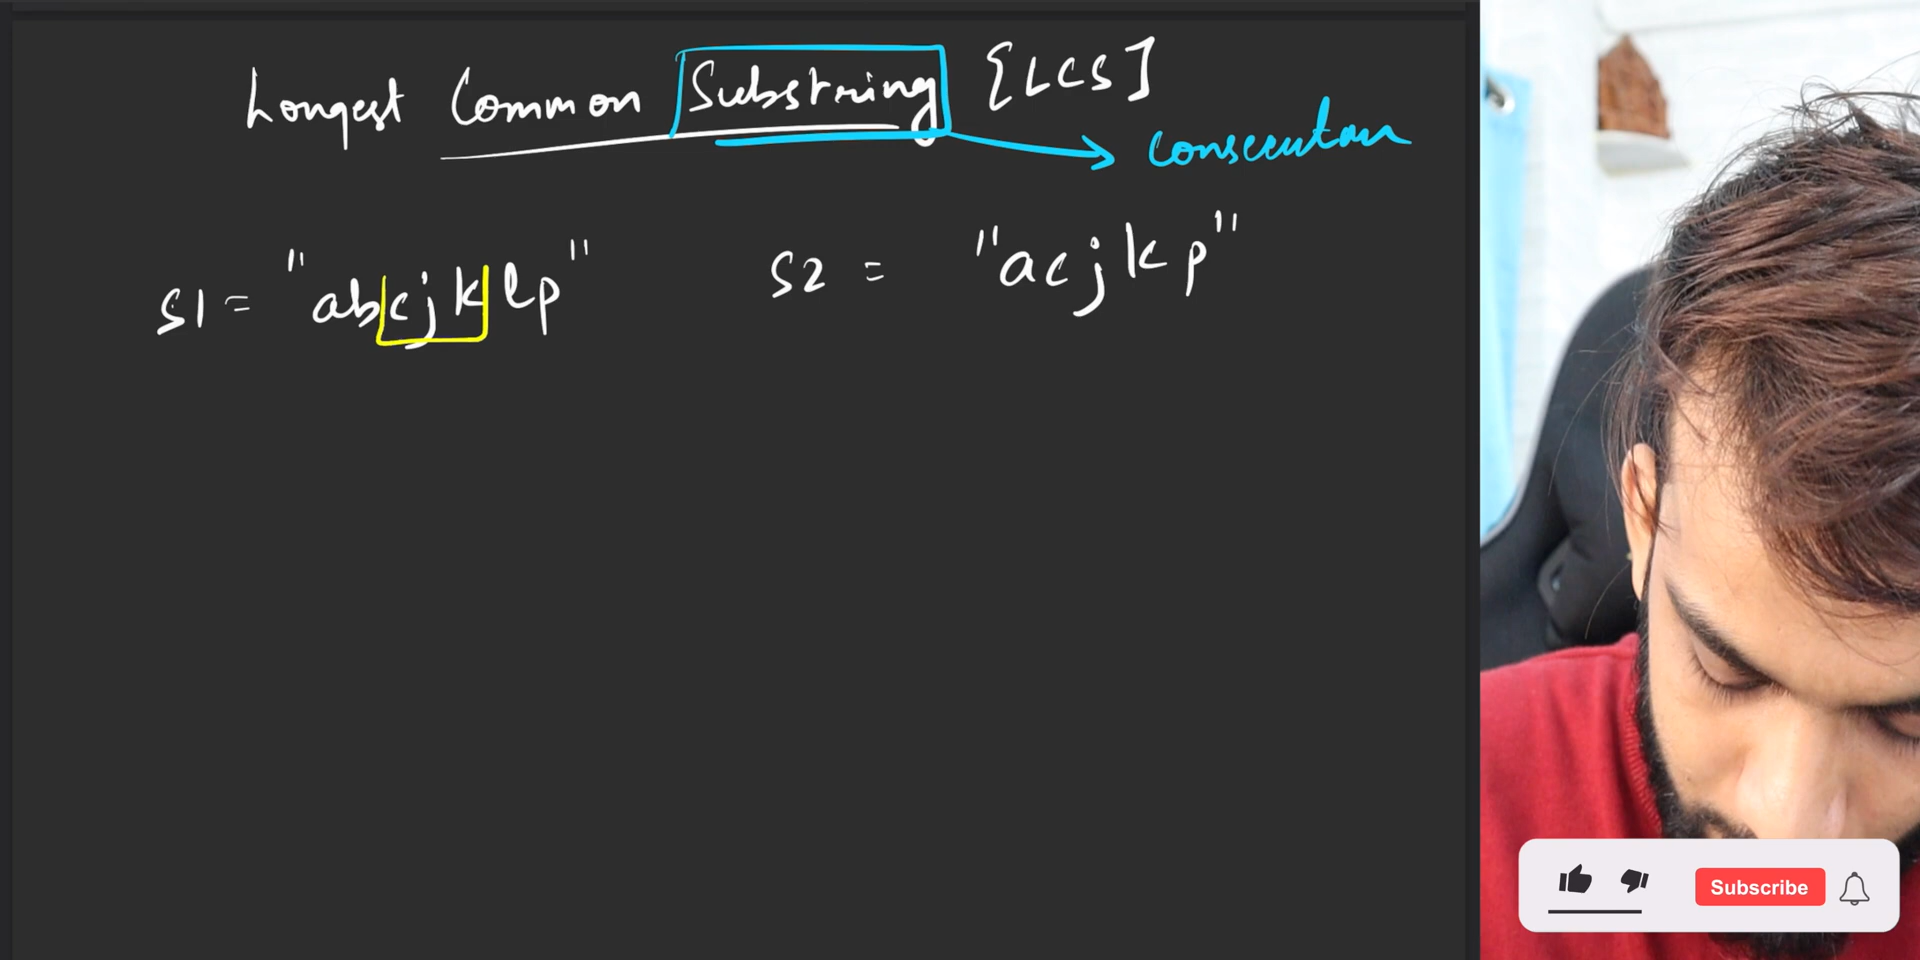 Longest Common Substring [LCS]
consecutive
S1 = "abcjklp" S2 = "acjkp"
Subscribe